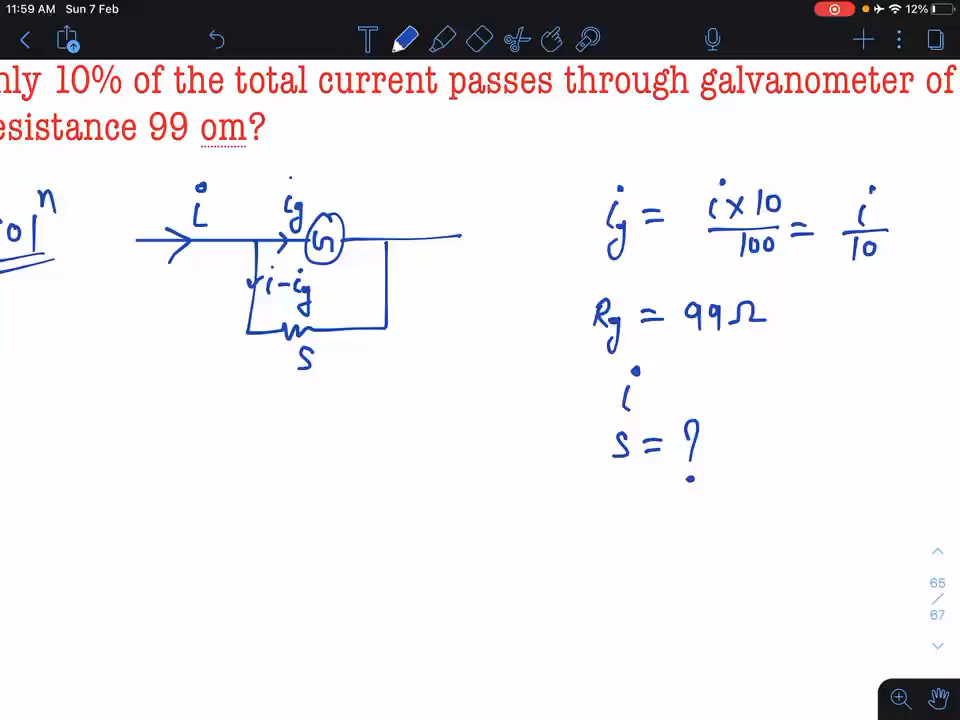 11:59 AM Sun 7 Feb
12%
nly 10% of the total current passes through galvanometer of
esistance 99 om?
ol^n
i
ig
G
i-ig
S
ig = i×10/100 = i/10
Rg = 99Ω
i
S = ?
65
/
67